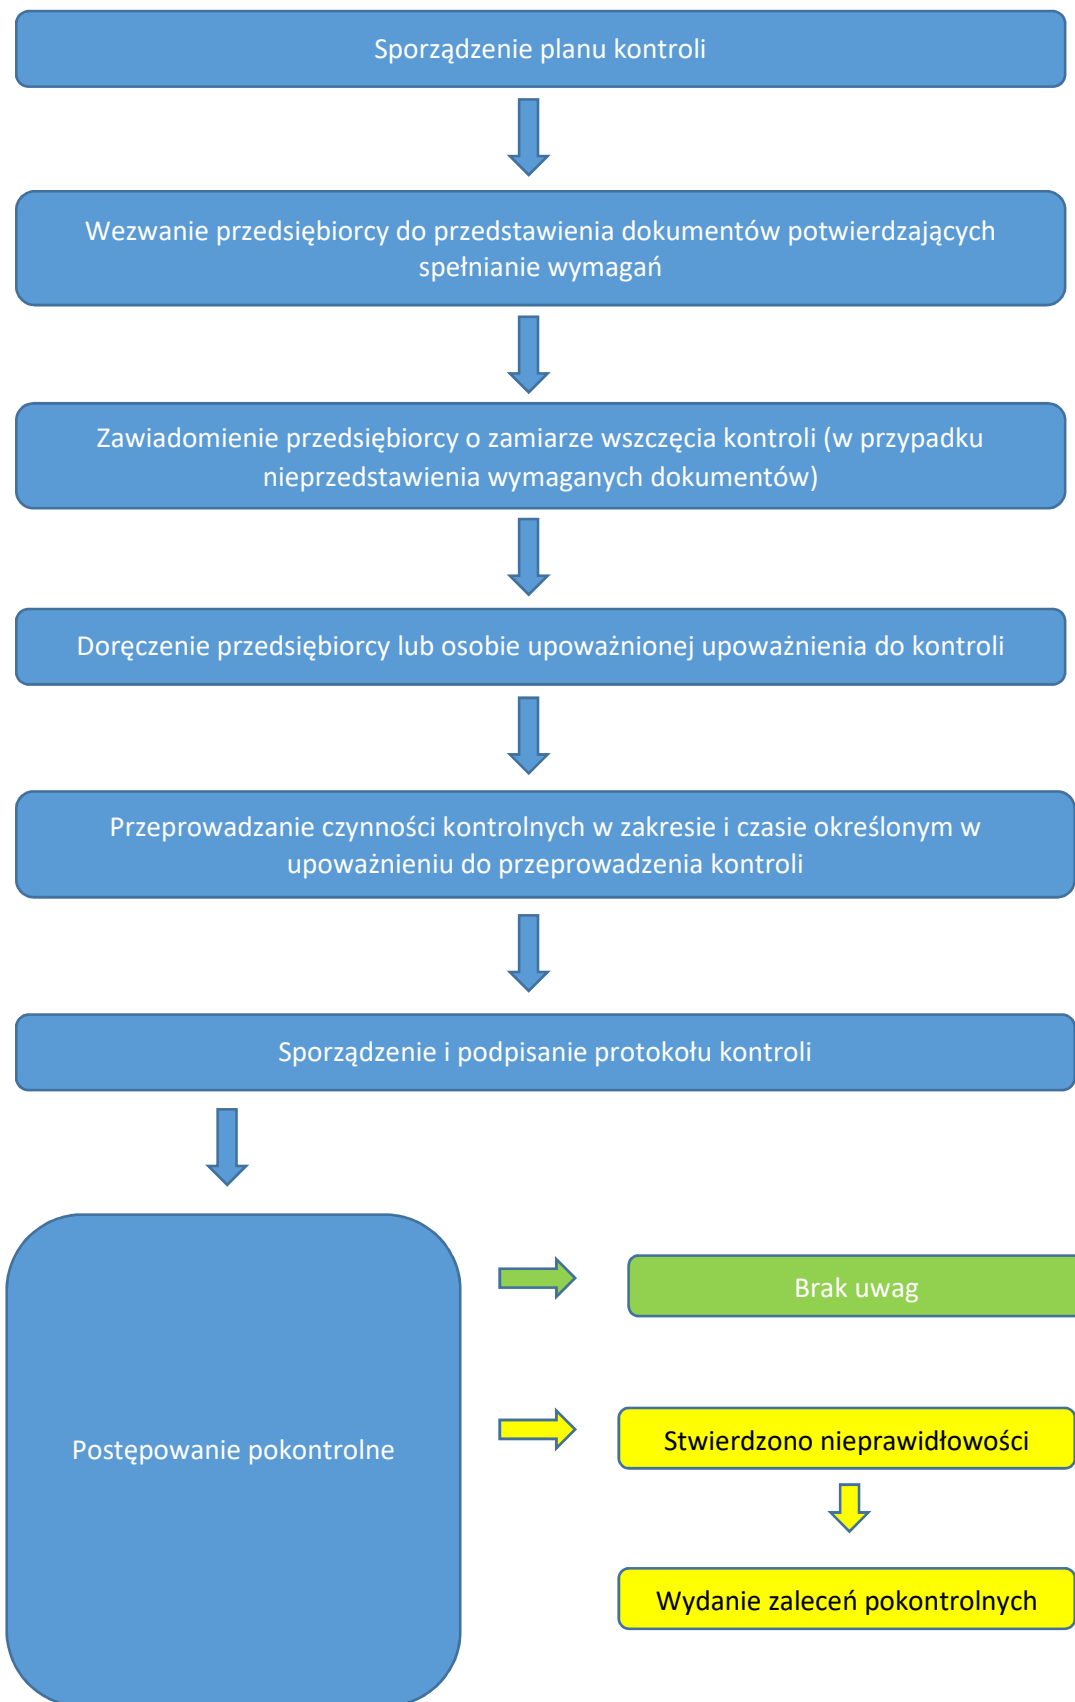 Sporządzenie planu kontroli
Wezwanie przedsiębiorcy do przedstawienia dokumentów potwierdzających
spełnianie wymagań
Zawiadomienie przedsiębiorcy o zamiarze wszczęcia kontroli (w przypadku
nieprzedstawienia wymaganych dokumentów)
Doręczenie przedsiębiorcy lub osobie upoważnionej upoważnienia do kontroli
Przeprowadzanie czynności kontrolnych w zakresie i czasie określonym w
upoważnieniu do przeprowadzenia kontroli
Sporządzenie i podpisanie protokołu kontroli
Postępowanie pokontrolne
Brak uwag
Stwierdzono nieprawidłowości
Wydanie zaleceń pokontrolnych